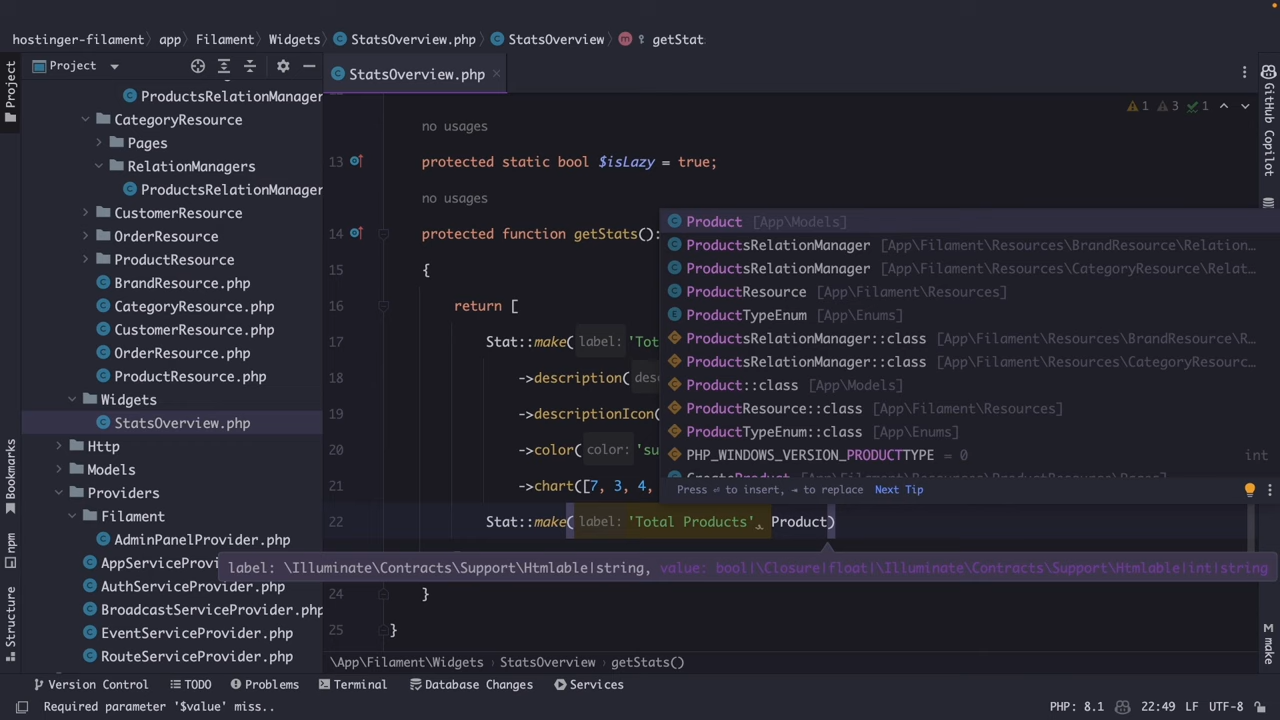 hostinger-filament › app › Filament › Widgets › StatsOverview.php › StatsOverview › getStat
Project
StatsOverview.php
ProductsRelationManager
CategoryResource
Pages
RelationManagers
ProductsRelationManager
CustomerResource
OrderResource
ProductResource
BrandResource.php
CategoryResource.php
CustomerResource.php
OrderResource.php
ProductResource.php
Widgets
StatsOverview.php
Http
Models
Providers
Filament
AdminPanelProvider.php
AppServiceProvi
AuthServiceProvider.php
BroadcastServiceProvider.php
EventServiceProvider.php
RouteServiceProvider.php
Project
Bookmarks
npm
Structure
1 3 1
no usages
13 protected static bool $isLazy = true;
no usages
14 protected function getStats():
15 {
16 return [
17 Stat::make( label: 'Tot
18 ->description(
19 ->descriptionIcon(
20 ->color( color: 'su
21 ->chart([7, 3, 4,
22 Stat::make( label: 'Total Products', Product)
24 }
25 }
Product [App\Models]
ProductsRelationManager [App\Filament\Resources\BrandResource\Relation…
ProductsRelationManager [App\Filament\Resources\CategoryResource\Relat…
ProductResource [App\Filament\Resources]
ProductTypeEnum [App\Enums]
ProductsRelationManager::class [App\Filament\Resources\BrandResource\R…
ProductsRelationManager::class [App\Filament\Resources\CategoryResourc…
Product::class [App\Models]
ProductResource::class [App\Filament\Resources]
ProductTypeEnum::class [App\Enums]
PHP_WINDOWS_VERSION_PRODUCTTYPE = 0 int
Press ⏎ to insert, ⇥ to replace Next Tip
label: \Illuminate\Contracts\Support\Htmlable|string, value: bool|\Closure|float|\Illuminate\Contracts\Support\Htmlable|int|string
\App\Filament\Widgets › StatsOverview › getStats()
GitHub Copilot
make
Version Control TODO Problems Terminal Database Changes Services
Required parameter '$value' miss.. PHP: 8.1 22:49 LF UTF-8